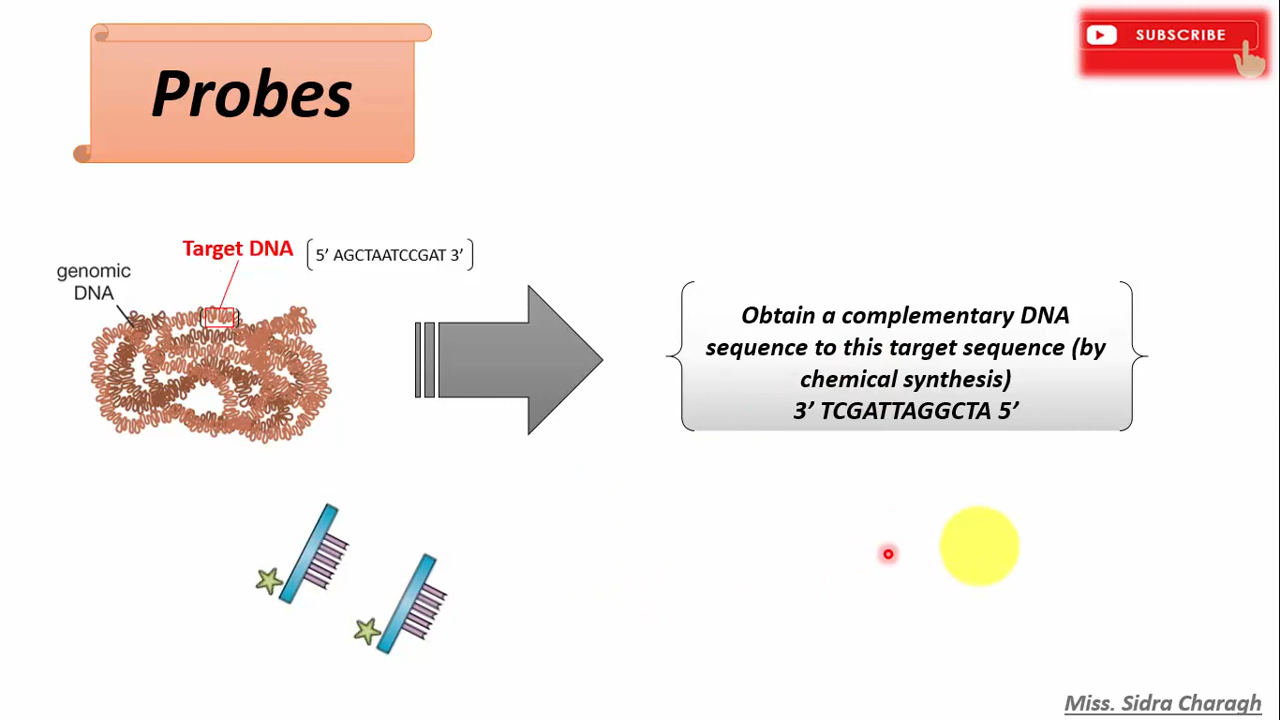 Probes
SUBSCRIBE
Target DNA
5’ AGCTAATCCGAT 3’
genomic
DNA
Obtain a complementary DNA
sequence to this target sequence (by
chemical synthesis)
3’ TCGATTAGGCTA 5’
Miss. Sidra Charagh